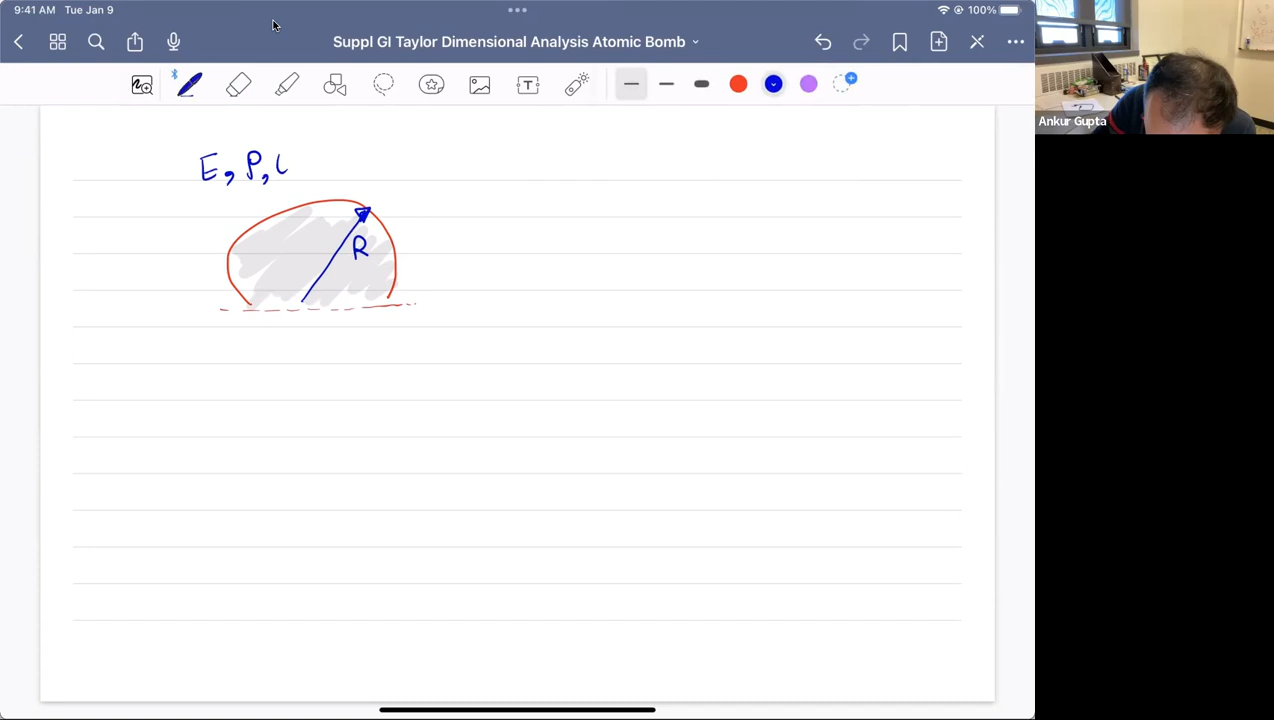 9:41 AM Tue Jan 9
100%
Suppl GI Taylor Dimensional Analysis Atomic Bomb
Ankur Gupta
E, ρ,
R